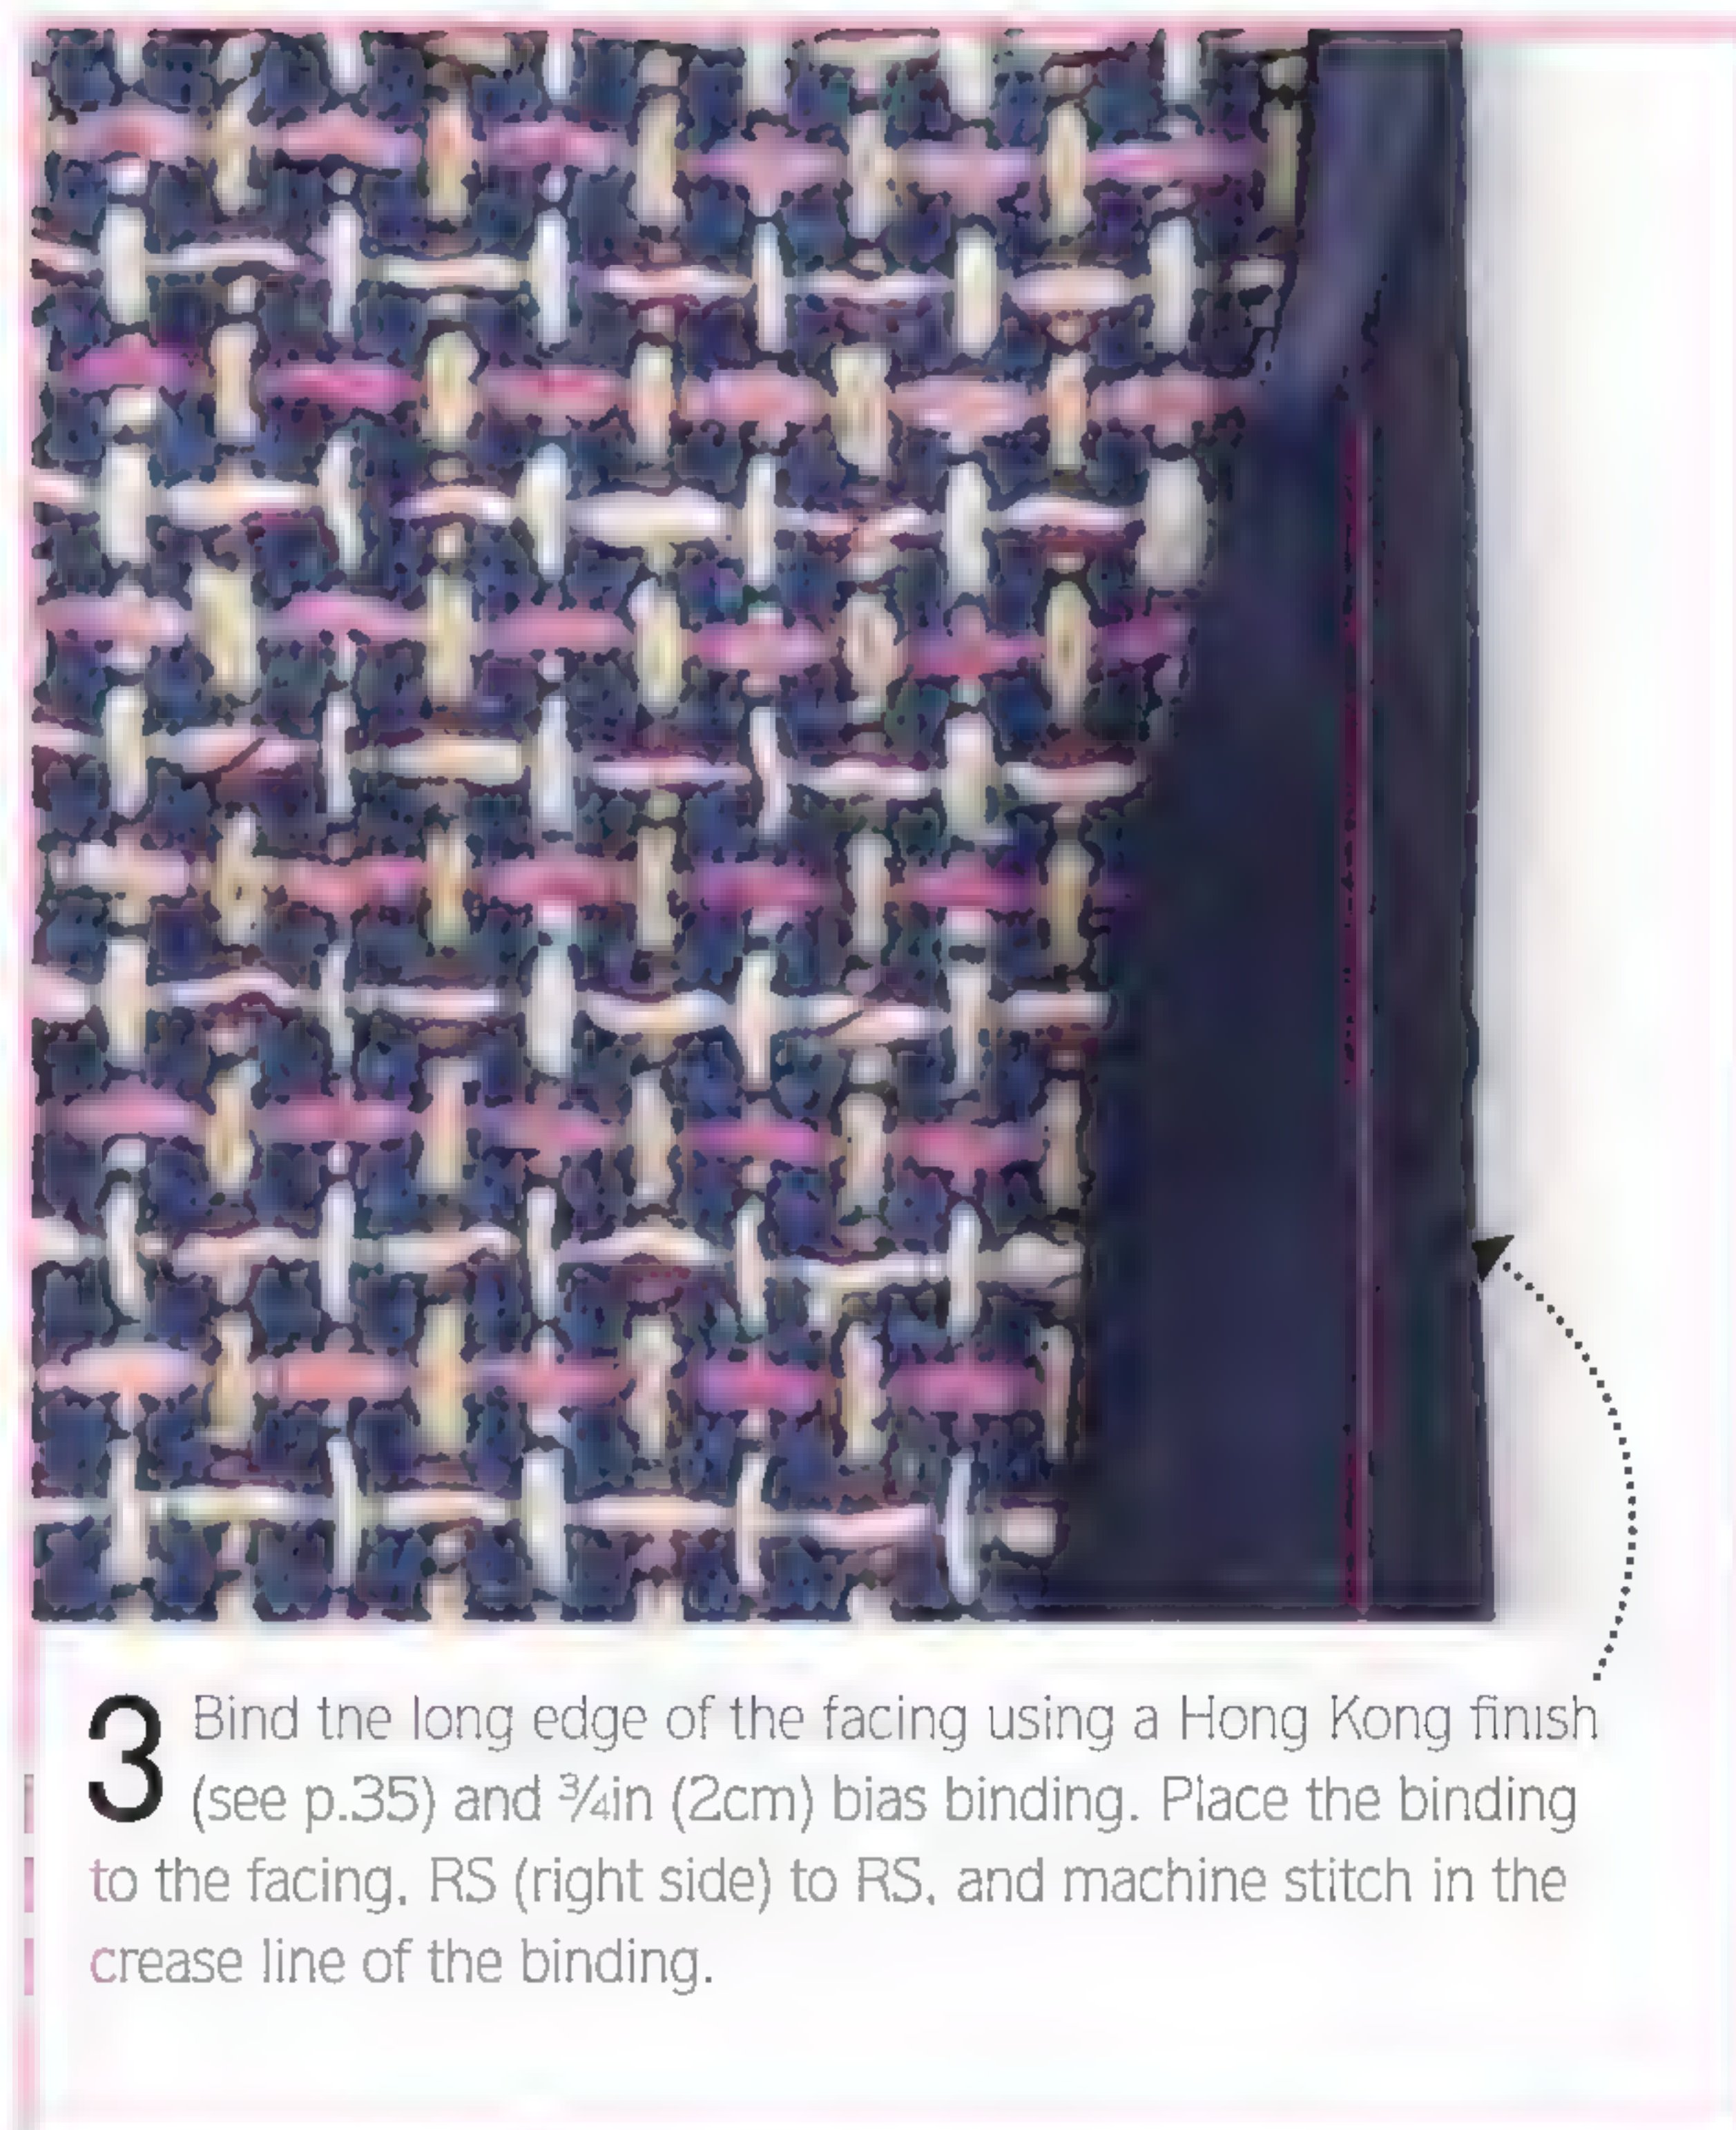 3 Bind the long edge of the facing using a Hong Kong finish
(see p.35) and ¾in (2cm) bias binding. Place the binding
to the facing, RS (right side) to RS, and machine stitch in the
crease line of the binding.